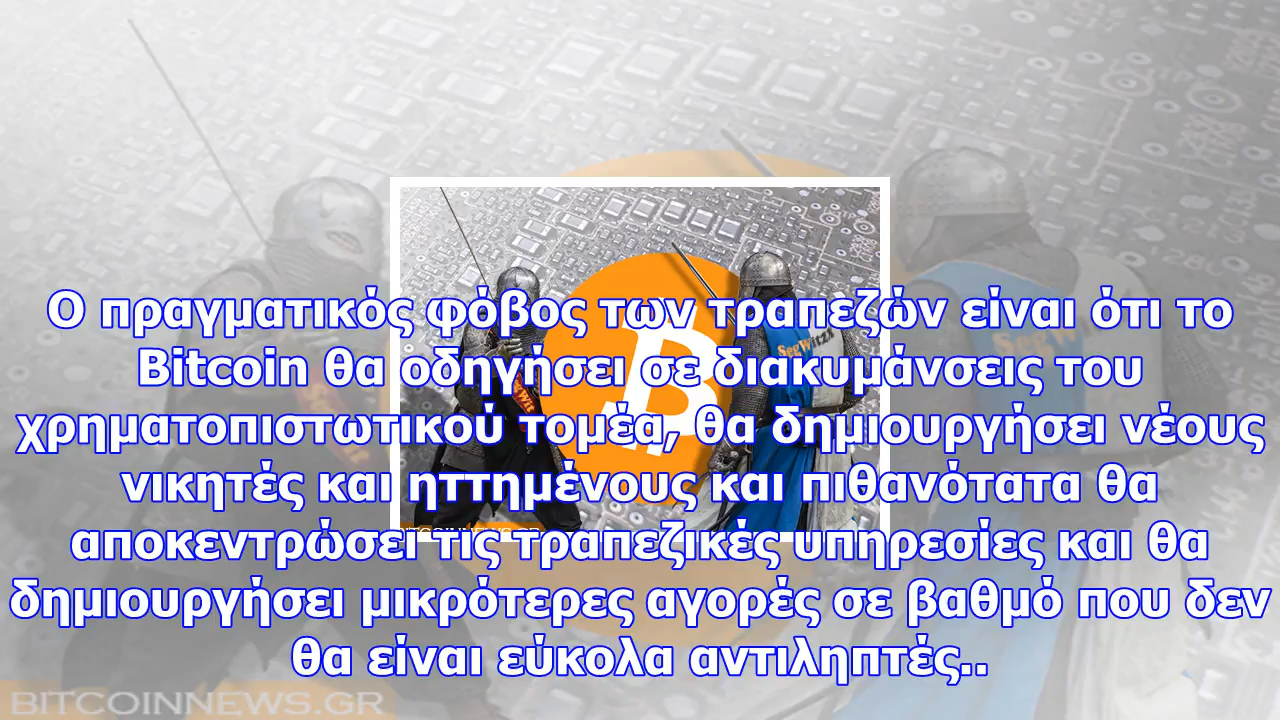 Ο πραγματικός φόβος των τραπεζών είναι ότι το
Bitcoin θα οδηγήσει σε διακυμάνσεις του
χρηματοπιστωτικού τομέα, θα δημιουργήσει νέους
νικητές και ηττημένους και πιθανότατα θα
αποκεντρώσει τις τραπεζικές υπηρεσίες και θα
δημιουργήσει μικρότερες αγορές σε βαθμό που δεν
θα είναι εύκολα αντιληπτές..
SegWit2x
BITCOINNEWS.GR